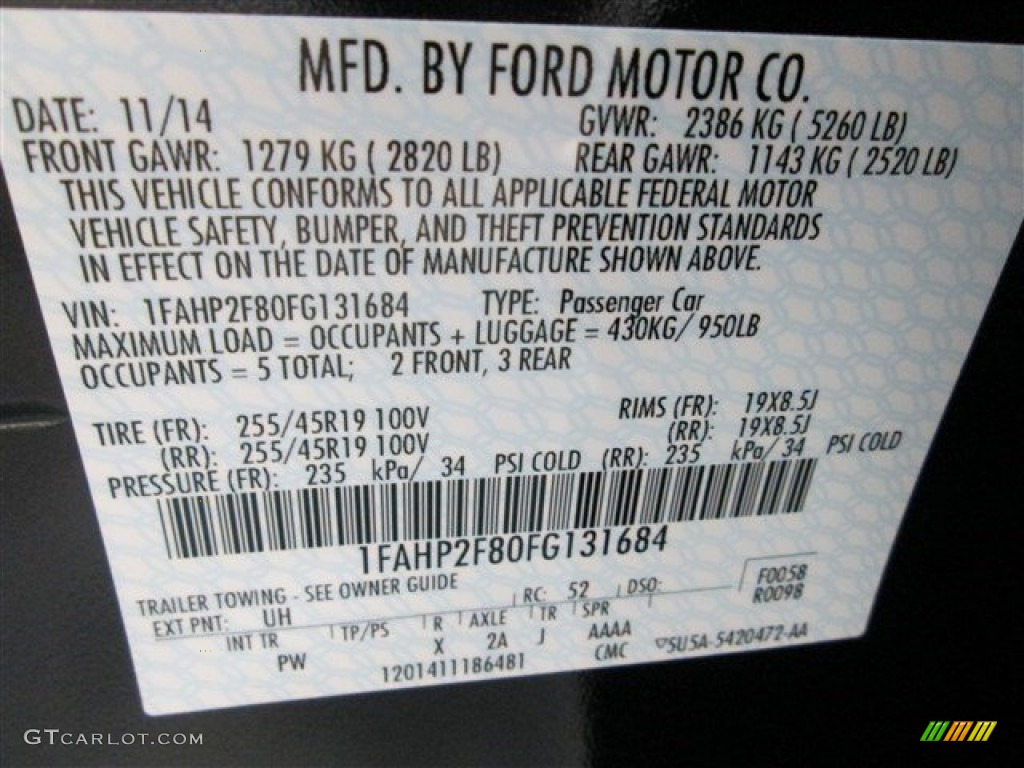 MFD. BY FORD MOTOR CO.
DATE: 11/14 GVWR: 2386 KG ( 5260 LB)
FRONT GAWR: 1279 KG ( 2820 LB) REAR GAWR: 1143 KG ( 2520 LB)
THIS VEHICLE CONFORMS TO ALL APPLICABLE FEDERAL MOTOR
VEHICLE SAFETY, BUMPER, AND THEFT PREVENTION STANDARDS
IN EFFECT ON THE DATE OF MANUFACTURE SHOWN ABOVE.
VIN: 1FAHP2F80FG131684 TYPE: Passenger Car
MAXIMUM LOAD = OCCUPANTS + LUGGAGE = 430KG/ 950LB
OCCUPANTS = 5 TOTAL; 2 FRONT, 3 REAR
TIRE (FR): 255/45R19 100V RIMS (FR): 19X8.5J
(RR): 255/45R19 100V (RR): 19X8.5J
PRESSURE (FR): 235 kPa/ 34 PSI COLD (RR): 235 kPa/ 34 PSI COLD
1FAHP2F80FG131684
TRAILER TOWING - SEE OWNER GUIDE
EXT PNT: UH RC: 52 DSO: F0058
R0098
INT TR TP/PS R AXLE TR SPR
PW X 2A J AAAA
1201411186481 CMC SU5A-5420472-AA
GTCARLOT.COM